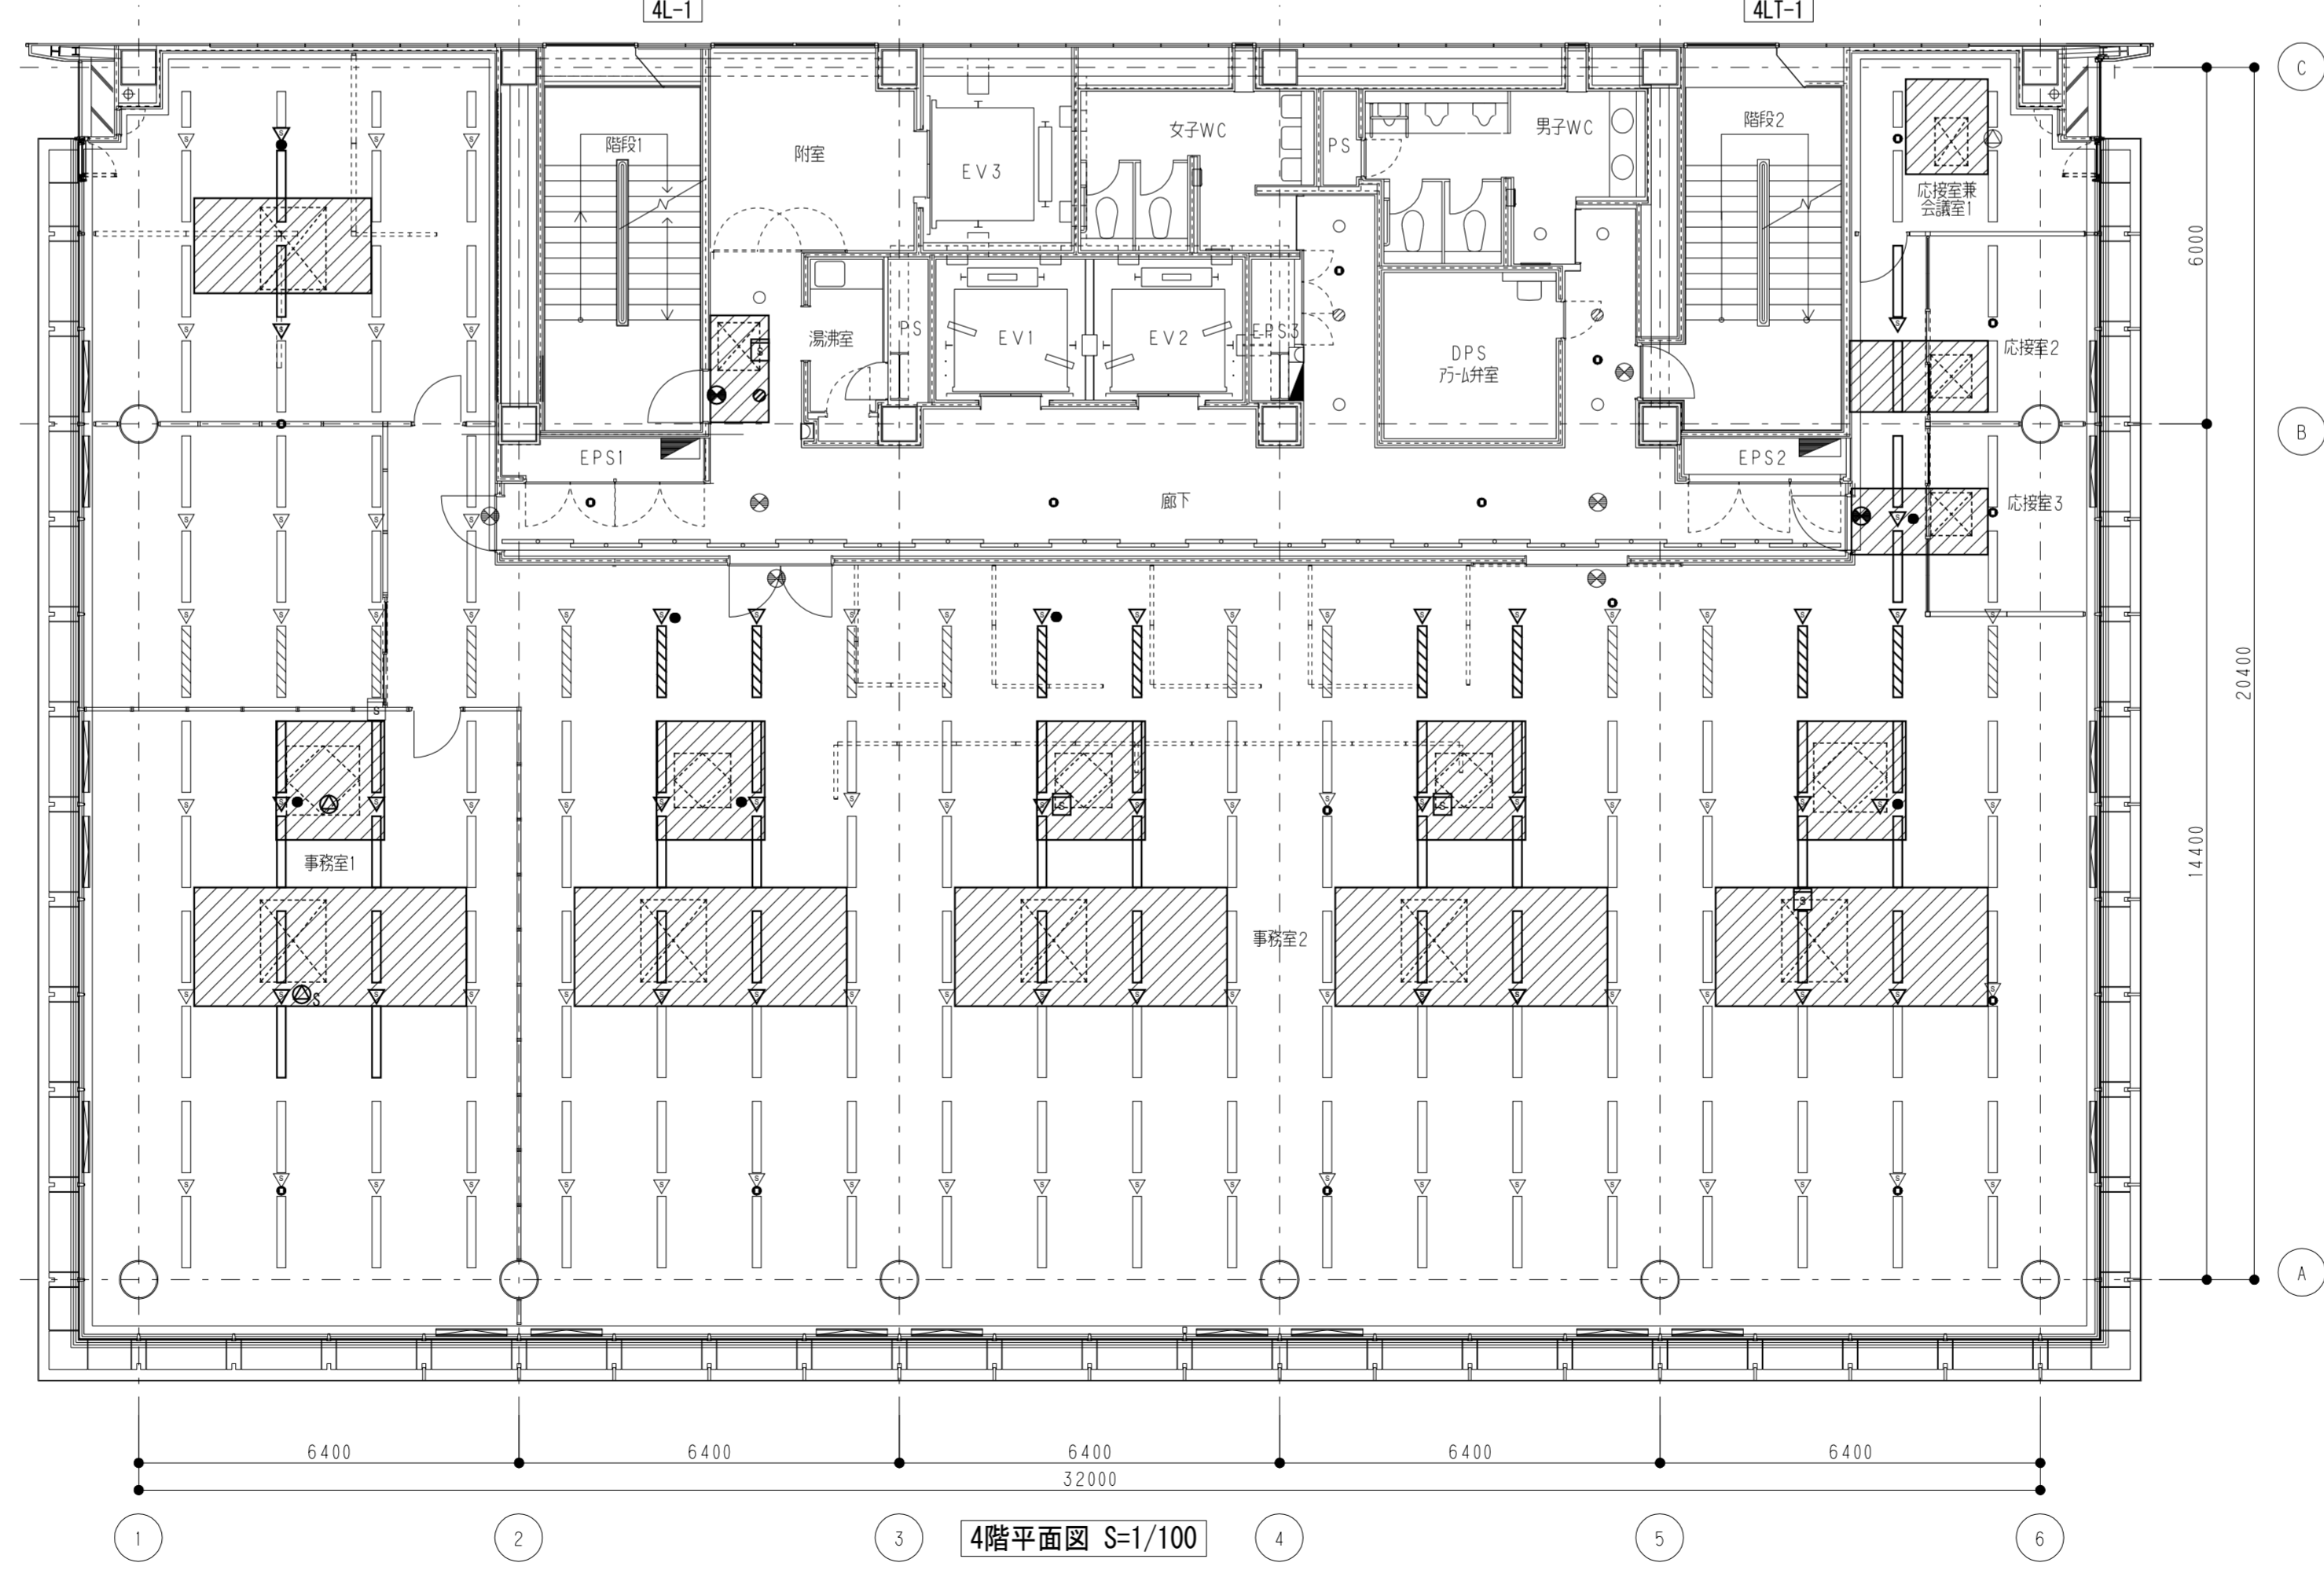 4L-1
4LT-1
C
階段1
附室
EV3
女子WC
PS
男子WC
階段2
応接室兼
会議室1
6000
湯沸室
PS
EV1
EV2
EPS3
DPS
アラーム弁室
応接室2
B
EPS1
廊下
EPS2
応接室3
20400
事務室1
14400
事務室2
A
6400
6400
6400
6400
6400
32000
1
2
3
4
5
6
4階平面図 S=1/100